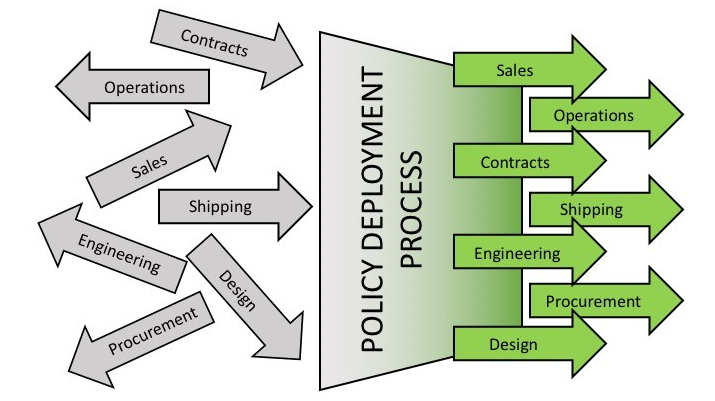 Contracts
Operations
Sales
Shipping
Engineering
Design
Procurement
POLICY DEPLOYMENT
PROCESS
Sales
Operations
Contracts
Shipping
Engineering
Procurement
Design